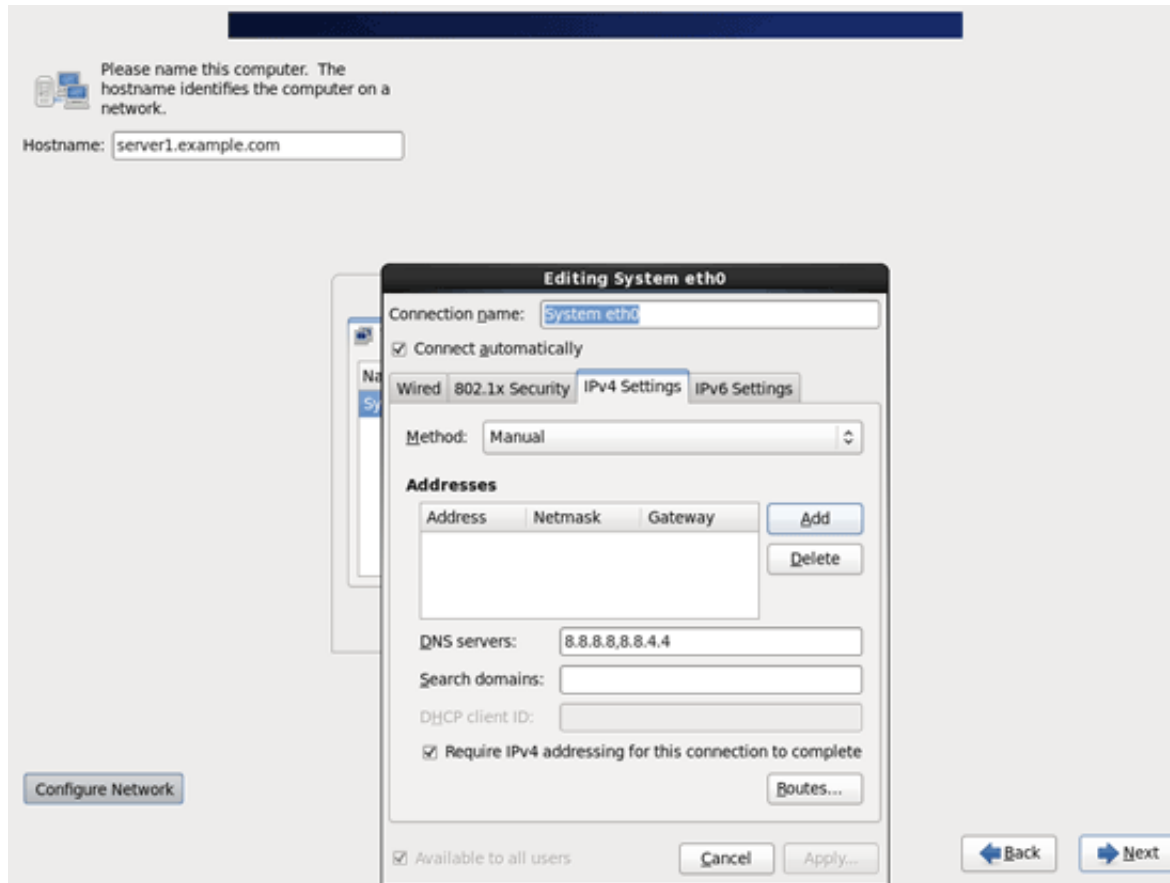 Please name this computer. The
hostname identifies the computer on a
network.
Hostname: server1.example.com
Editing System eth0
Connection name: System eth0
Connect automatically
Na
Sy
Wired 802.1x Security IPv4 Settings IPv6 Settings
Method: Manual
Addresses
Address Netmask Gateway Add
Delete
DNS servers: 8.8.8.8,8.8.4.4
Search domains:
DHCP client ID:
Require IPv4 addressing for this connection to complete
Configure Network
Routes...
Available to all users Cancel Apply...
Back Next